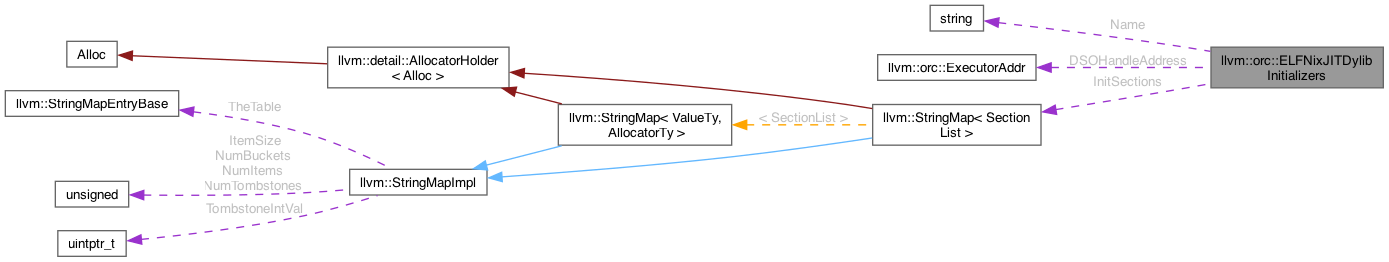 string
Name
Alloc
llvm::detail::AllocatorHolder
< Alloc >
llvm::orc::ExecutorAddr
DSOHandleAddress
llvm::orc::ELFNixJITDylib
Initializers
InitSections
llvm::StringMapEntryBase
TheTable
llvm::StringMap< ValueTy,
AllocatorTy >
< SectionList >
llvm::StringMap< Section
List >
ItemSize
NumBuckets
NumItems
NumTombstones
unsigned
llvm::StringMapImpl
TombstoneIntVal
uintptr_t